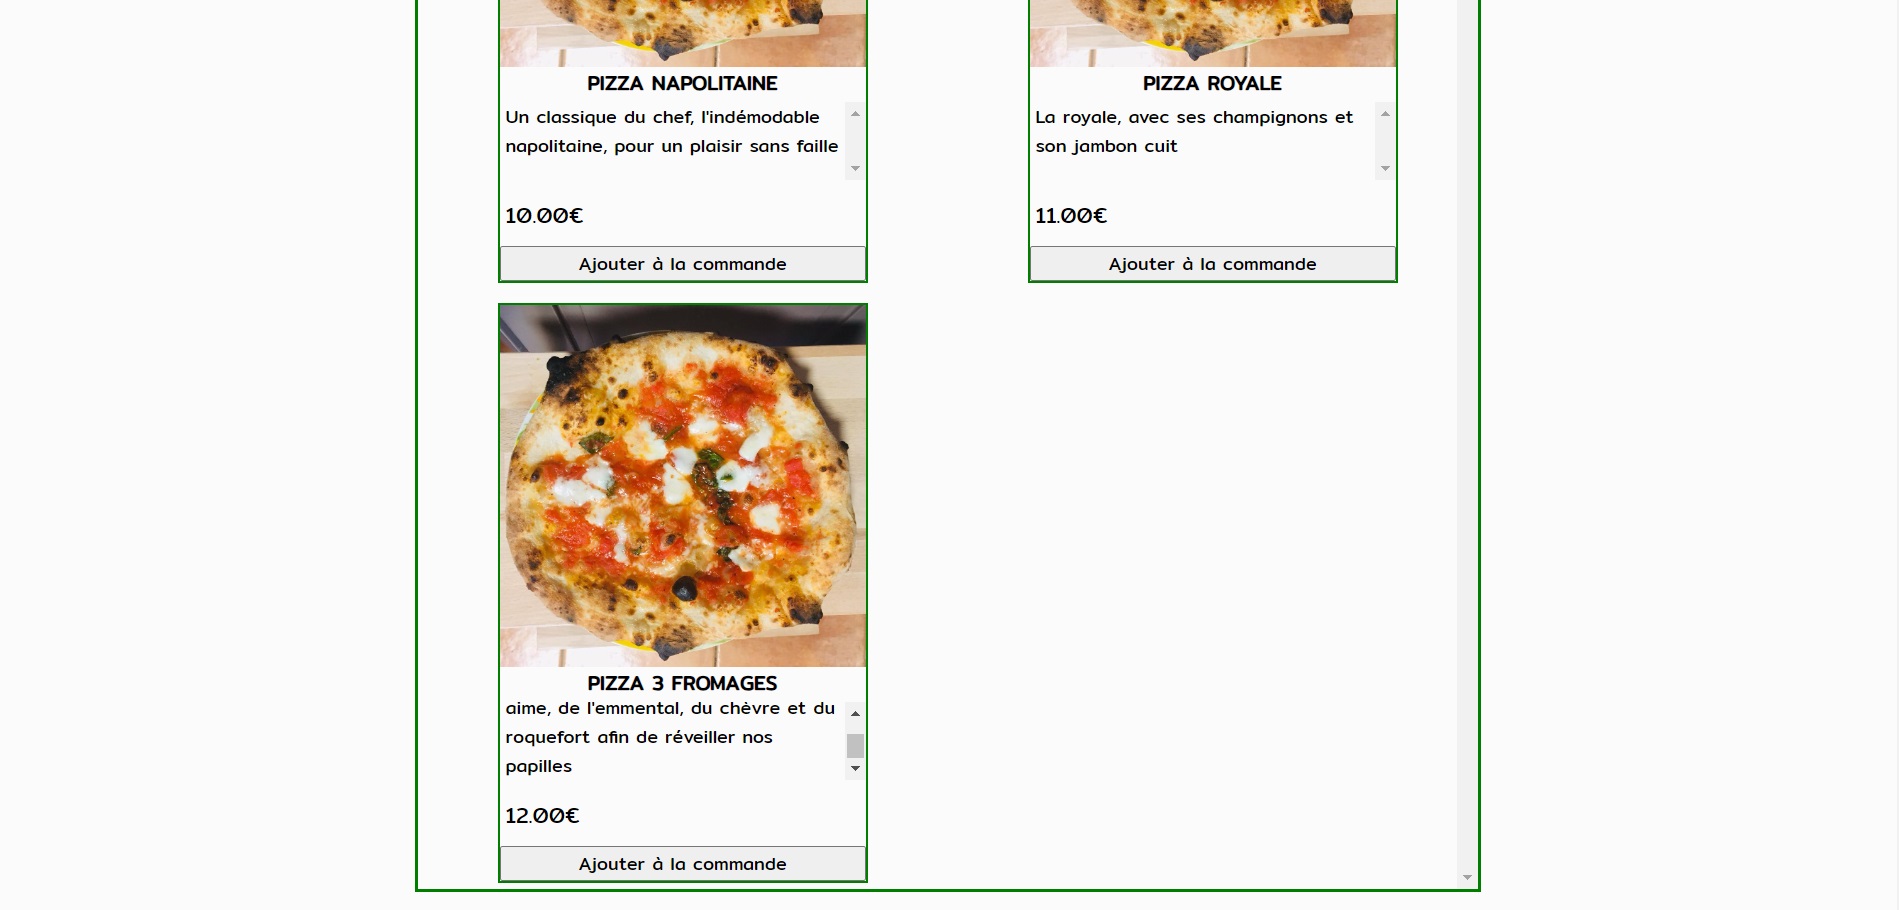 PIZZA NAPOLITAINE
Un classique du chef, l'indémodable
napolitaine, pour un plaisir sans faille
10.00€
Ajouter à la commande
PIZZA ROYALE
La royale, avec ses champignons et
son jambon cuit
11.00€
Ajouter à la commande
PIZZA 3 FROMAGES
aime, de l'emmental, du chèvre et du
roquefort afin de réveiller nos
papilles
12.00€
Ajouter à la commande